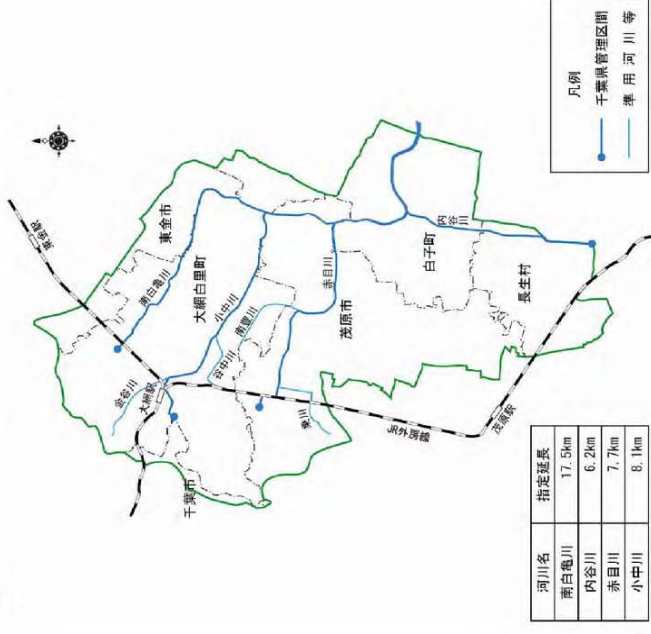 凡例
千葉県管理区間
準用河川等
東金駅
東金市
南白亀川
大網白里町
小中川
金谷川
大網駅
谷中川
南豊川
赤目川
内谷川
白子町
茂原市
長生村
乗川
千葉市
JR外房線
茂原駅
河川名 指定延長
南白亀川 17.5km
内谷川 6.2km
赤目川 7.7km
小中川 8.1km